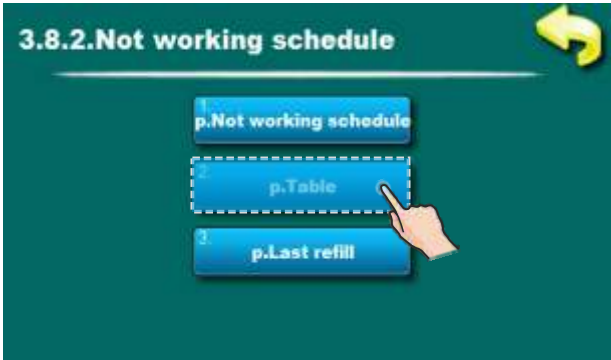 3.8.2.Not working schedule
1.
p.Not working schedule
2.
p.Table
3.
p.Last refill